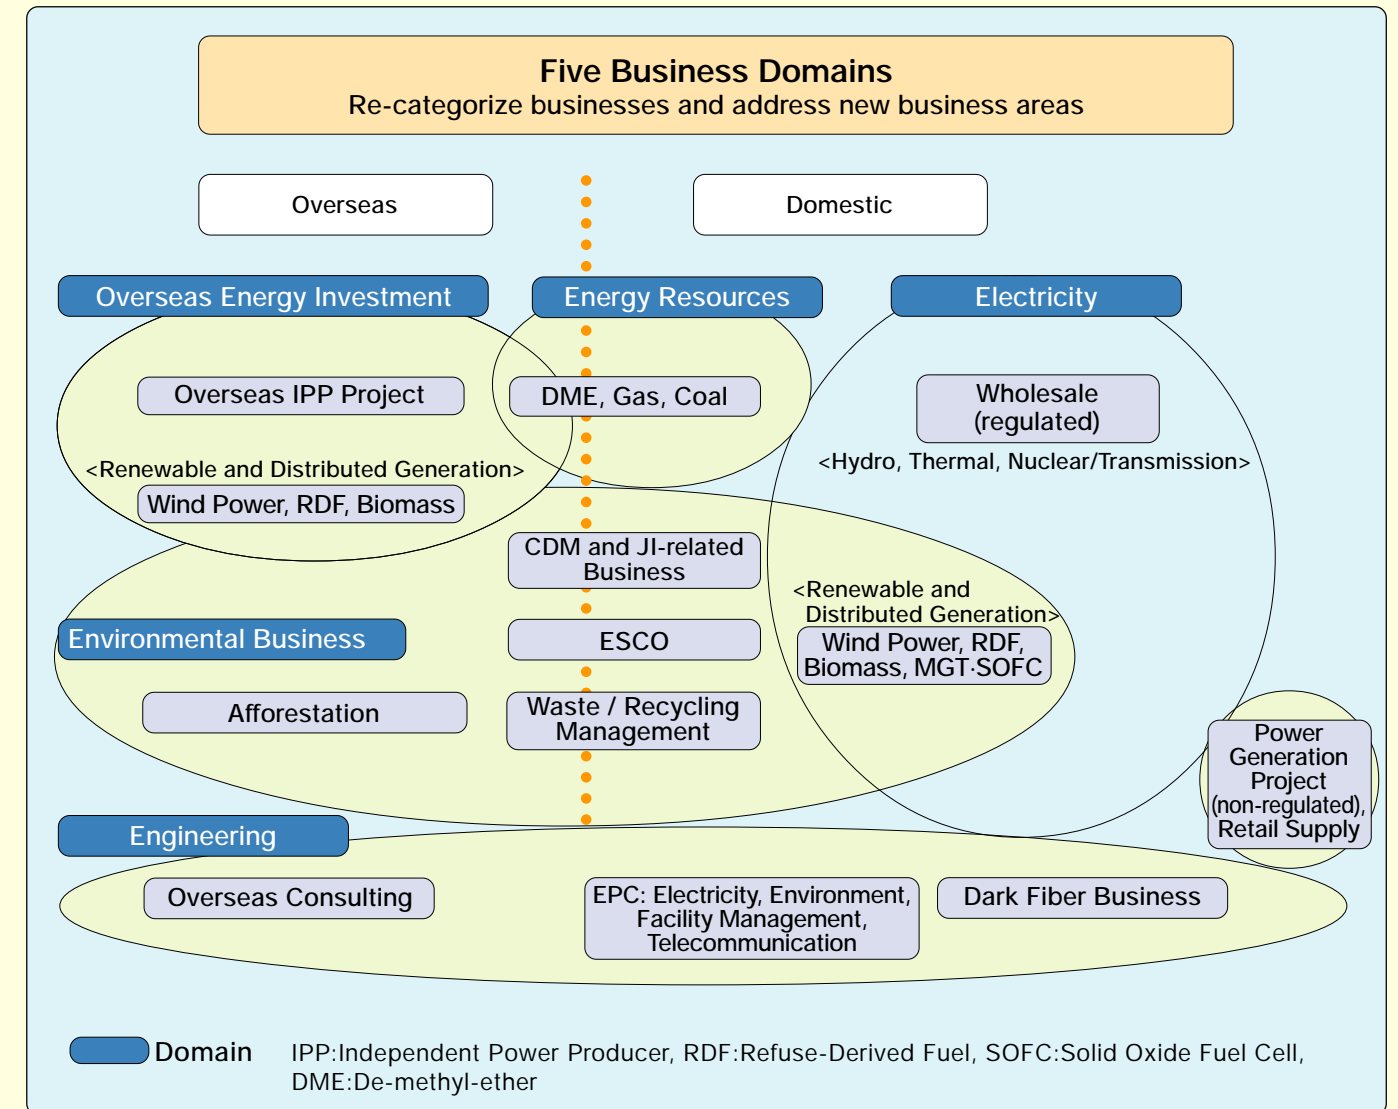 Five Business Domains
Re-categorize businesses and address new business areas
Overseas
Domestic
Overseas Energy Investment
Energy Resources
Electricity
Overseas IPP Project
DME, Gas, Coal
Wholesale
(regulated)
<Hydro, Thermal, Nuclear/Transmission>
<Renewable and Distributed Generation>
Wind Power, RDF, Biomass
CDM and JI-related
Business
<Renewable and
Distributed Generation>
Wind Power, RDF,
Biomass, MGT·SOFC
Environmental Business
ESCO
Afforestation
Waste / Recycling
Management
Power
Generation
Project
(non-regulated),
Retail Supply
Engineering
Overseas Consulting
EPC: Electricity, Environment,
Facility Management,
Telecommunication
Dark Fiber Business
Domain
IPP:Independent Power Producer, RDF:Refuse-Derived Fuel, SOFC:Solid Oxide Fuel Cell,
DME:De-methyl-ether